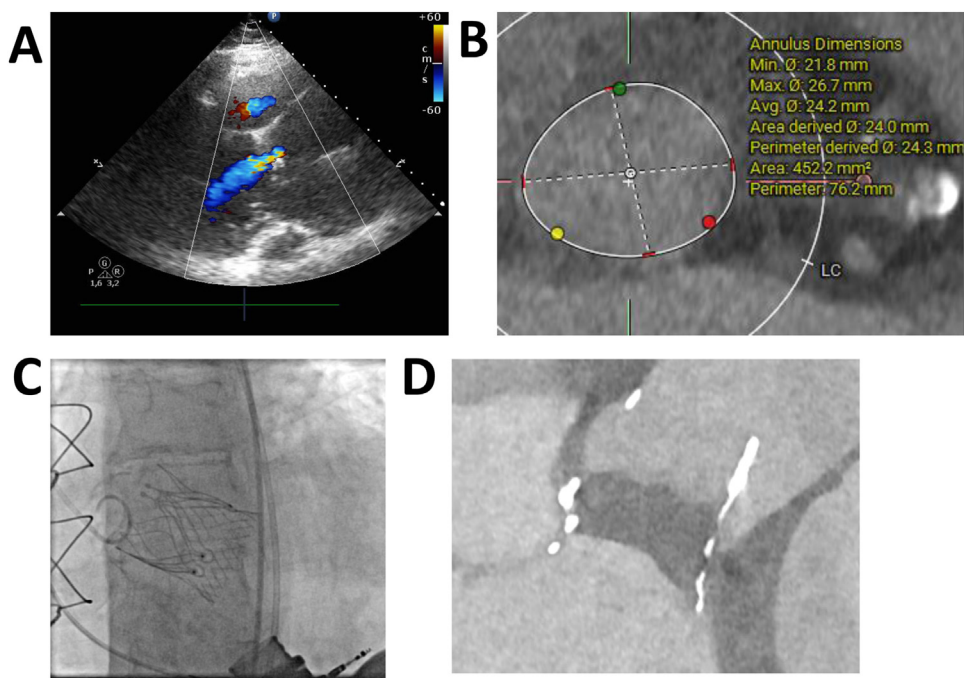 A
P
+60
c
m
/
s
-60
P G R
1,6 3,2
B
Annulus Dimensions
Min. Ø: 21.8 mm
Max. Ø: 26.7 mm
Avg. Ø: 24.2 mm
Area derived Ø: 24.0 mm
Perimeter derived Ø: 24.3 mm
Area: 452.2 mm²
Perimeter: 76.2 mm
LC
C
D